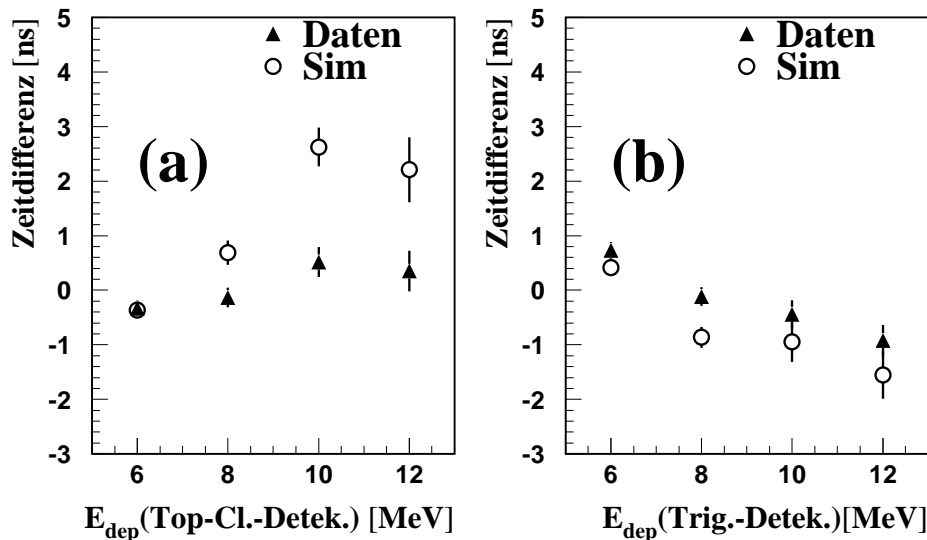 Zeitdifferenz [ns]
5
4
3
2
1
0
-1
-2
-3
Daten
Sim
(a)
6 8 10 12
E_dep(Top-Cl.-Detek.) [MeV]
Zeitdifferenz [ns]
5
4
3
2
1
0
-1
-2
-3
Daten
Sim
(b)
6 8 10 12
E_dep(Trig.-Detek.)[MeV]